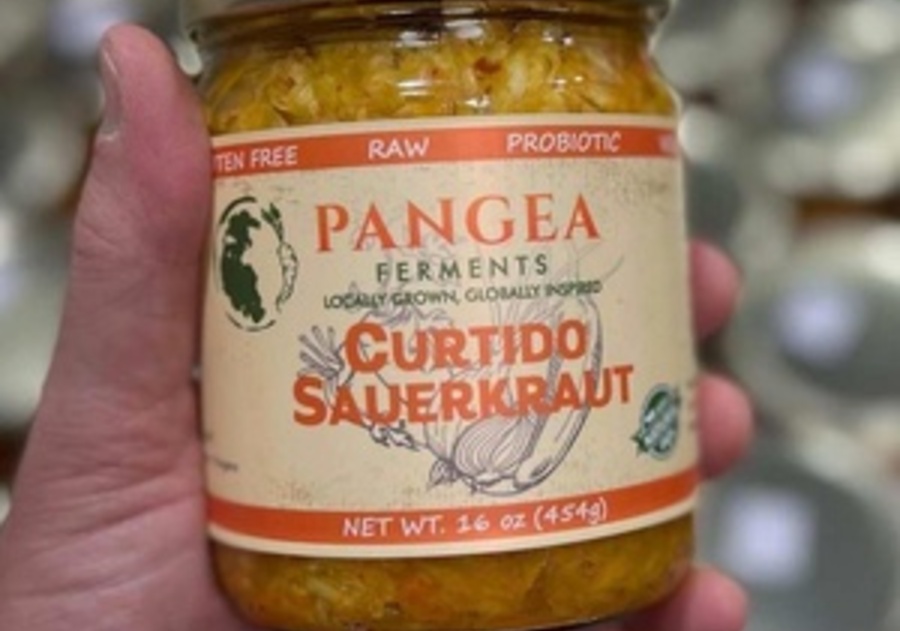 TEN FREE RAW PROBIOTIC
PANGEA
FERMENTS
LOCALLY GROWN, GLOBALLY INSPIRED
CURTIDO
SAUERKRAUT
NET WT. 16 oz (454g)